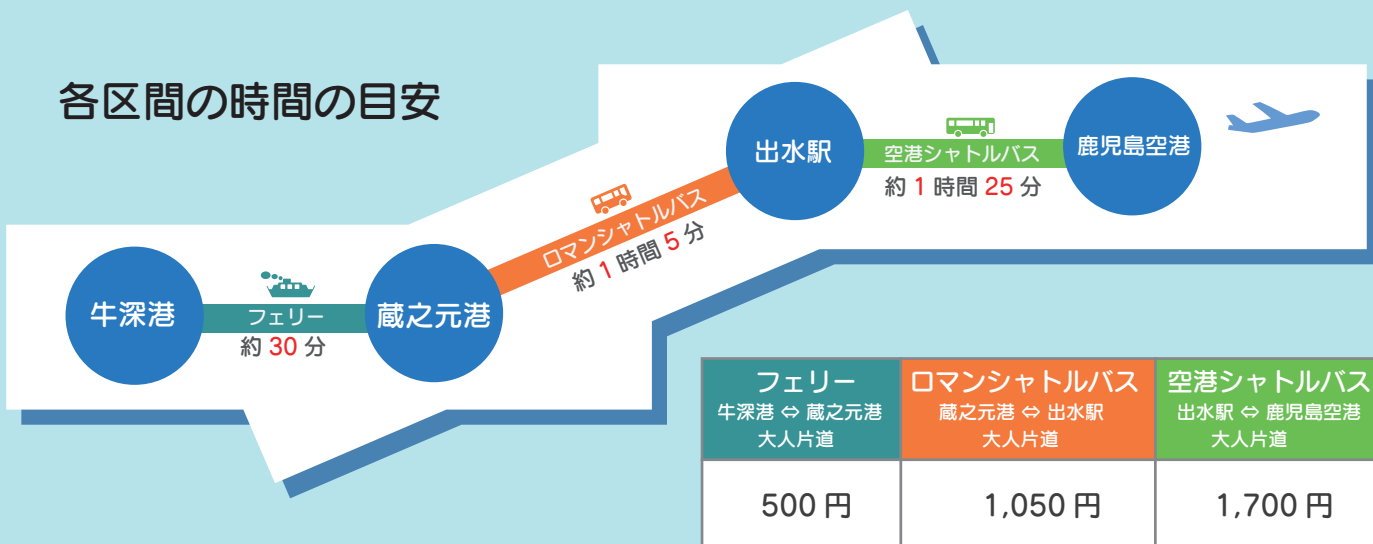 各区間の時間の目安
牛深港
フェリー
約 30 分
蔵之元港
ロマンシャトルバス
約 1 時間 5 分
出水駅
空港シャトルバス
約 1 時間 25 分
鹿児島空港
フェリー
牛深港 ⇔ 蔵之元港
大人片道
ロマンシャトルバス
蔵之元港 ⇔ 出水駅
大人片道
空港シャトルバス
出水駅 ⇔ 鹿児島空港
大人片道
500 円
1,050 円
1,700 円